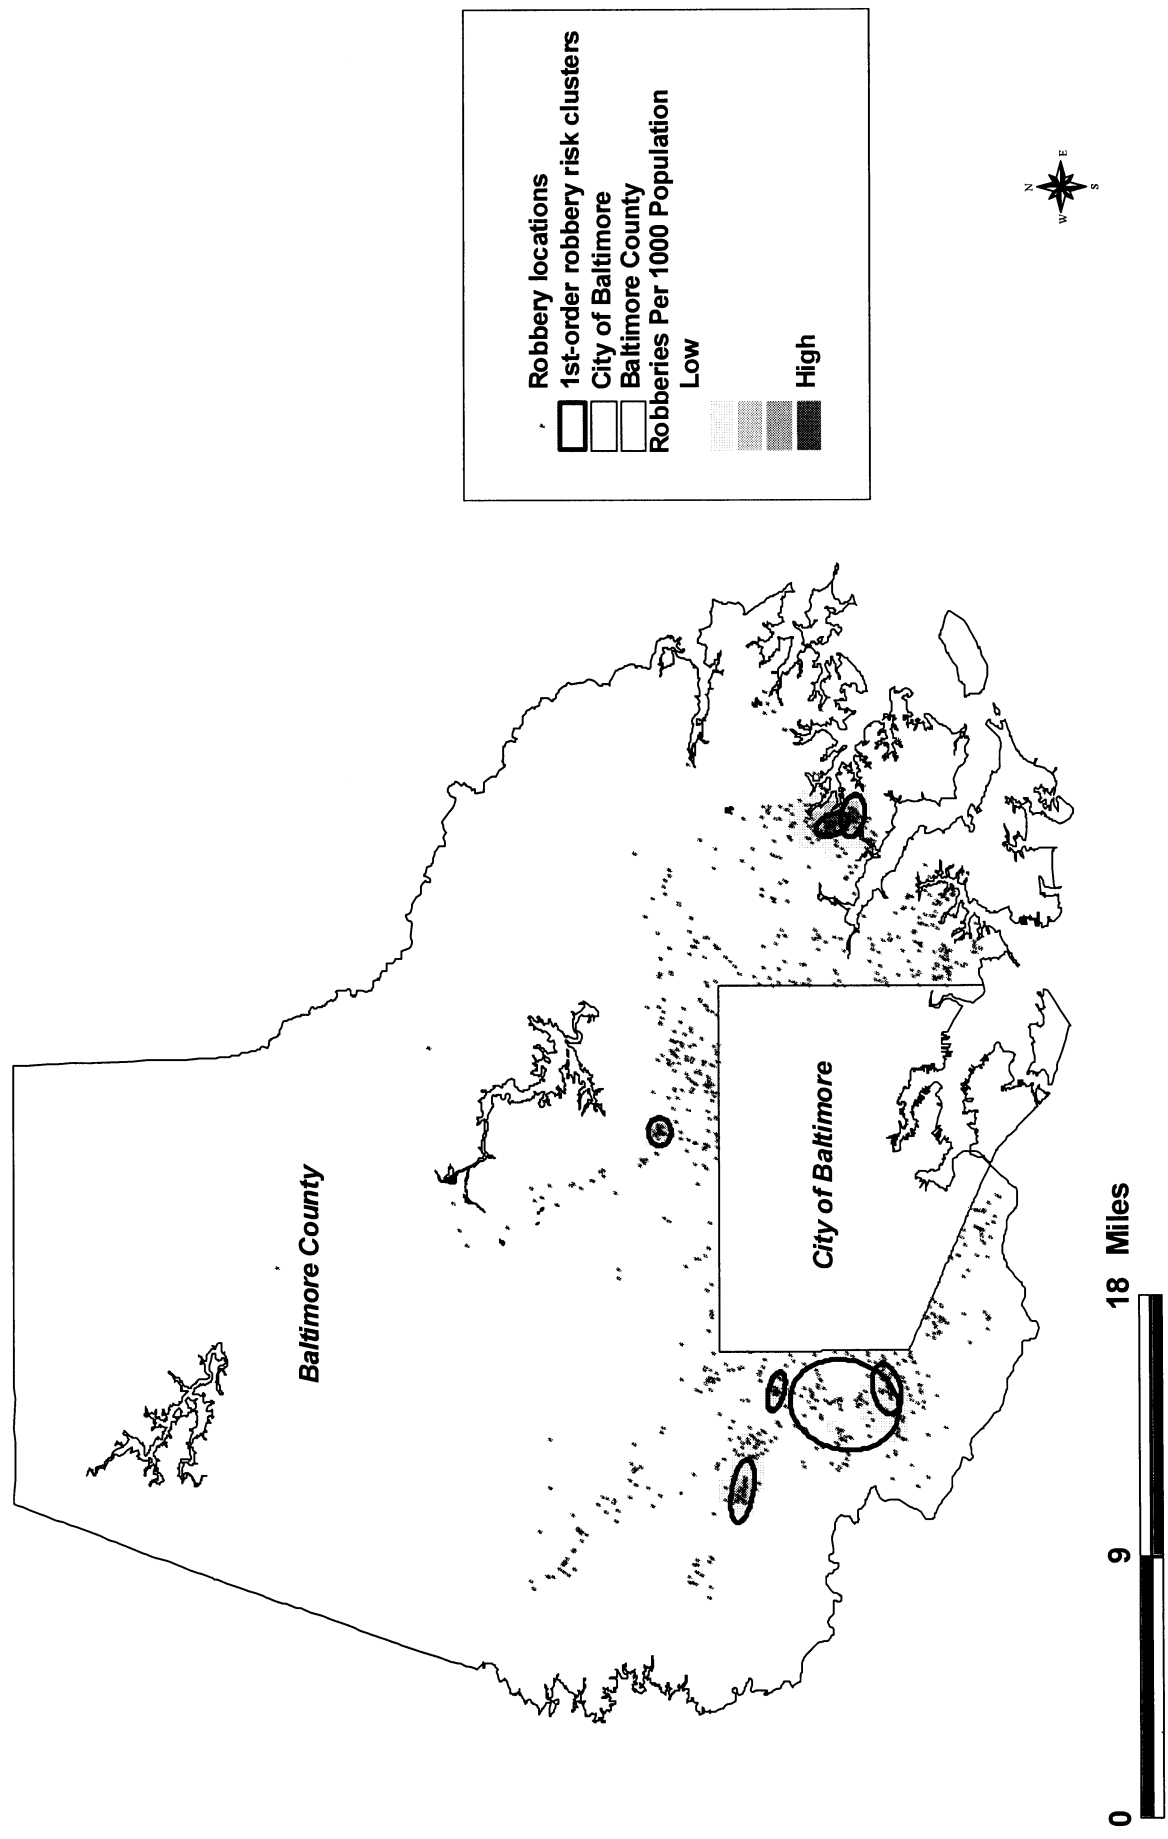 Baltimore County
City of Baltimore
Robbery locations
1st-order robbery risk clusters
City of Baltimore
Baltimore County
Robberies Per 1000 Population
Low
High
N
W
E
S
0
9
18 Miles